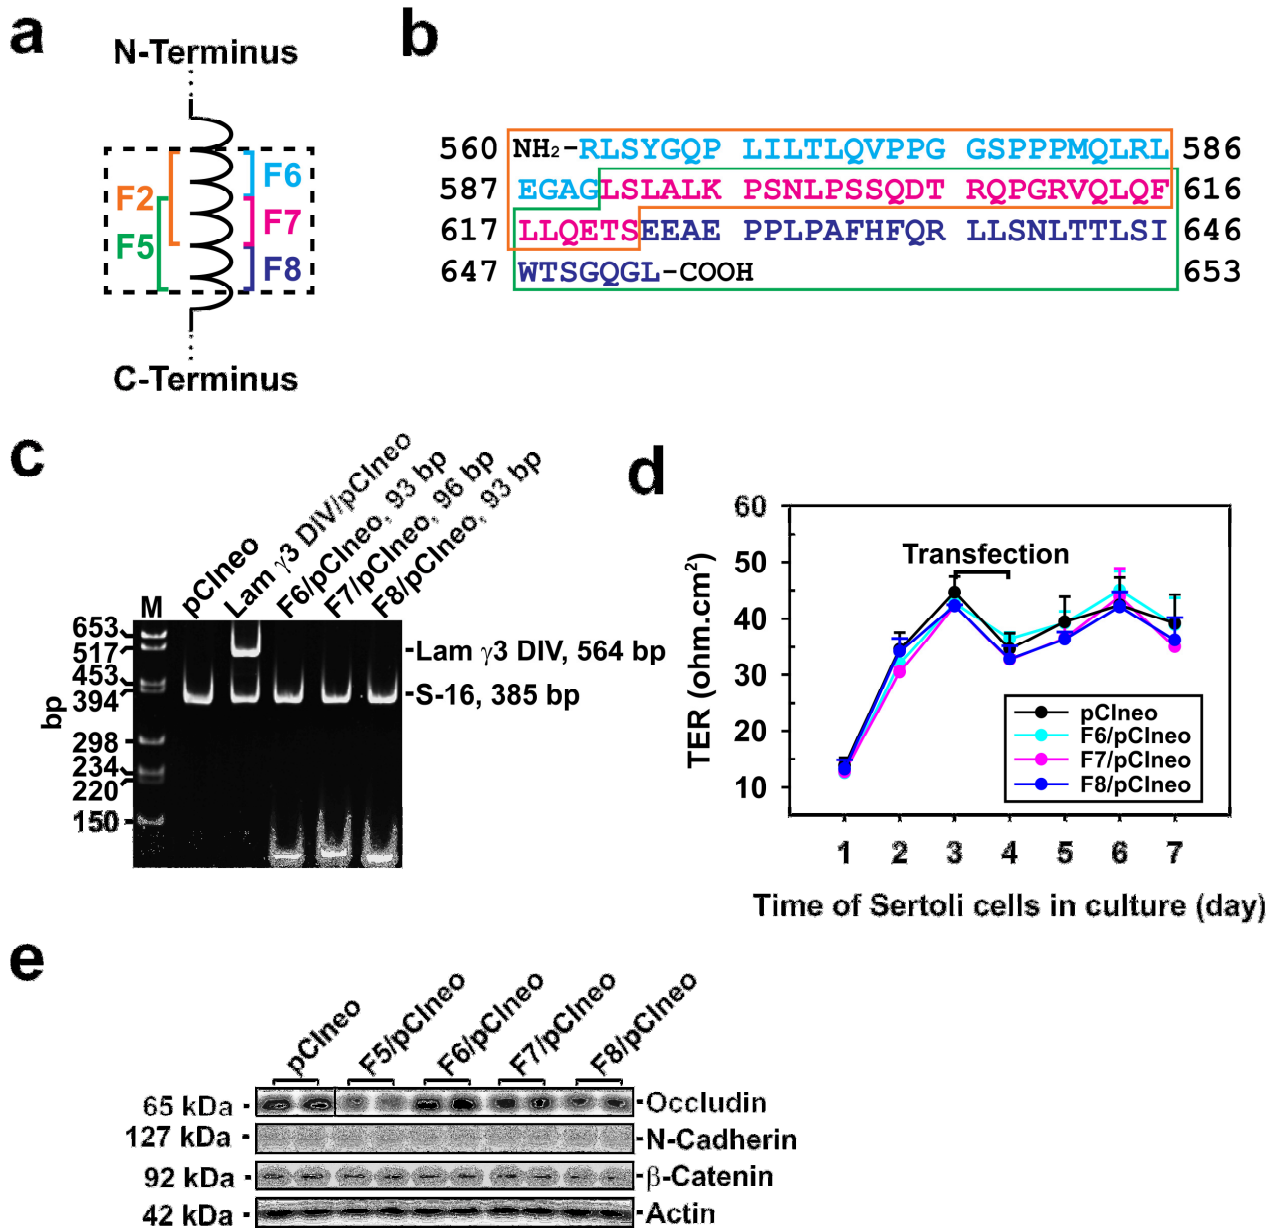 a
N-Terminus
F2
F5
F6
F7
F8
C-Terminus
b
560 NH2-RLSYGQP LILTLQVPPG GSPPPMQLRL 586
587 EGAGLSLALK PSNLPSSQDT RQPGRVQLQF 616
617 LLQETSEEAE PPLPAFHFQR LLSNLTTLSI 646
647 WTSGQGL-COOH 653
c
M
pCIneo
Lam γ3 DIV/pCIneo
F6/pCIneo, 93 bp
F7/pCIneo, 96 bp
F8/pCIneo, 93 bp
bp
653
517
453
394
298
234
220
150
Lam γ3 DIV, 564 bp
S-16, 385 bp
d
TER (ohm.cm²)
60
50
40
30
20
10
Transfection
pCIneo
F6/pCIneo
F7/pCIneo
F8/pCIneo
1 2 3 4 5 6 7
Time of Sertoli cells in culture (day)
e
pCIneo
F5/pCIneo
F6/pCIneo
F7/pCIneo
F8/pCIneo
65 kDa - -Occludin
127 kDa - -N-Cadherin
92 kDa - -β-Catenin
42 kDa - -Actin